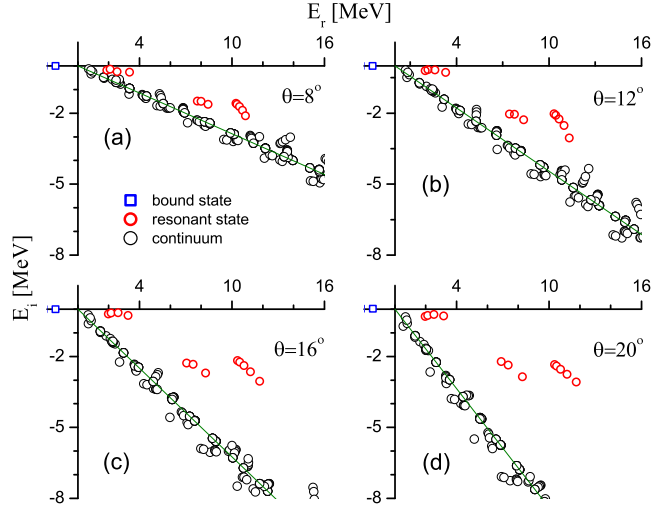 E_r [MeV]
4 10 16 4 10 16
-2 -2
θ=8° θ=12°
(a) (b)
-5 -5
bound state
resonant state
continuum
-8 -8
E_i [MeV]
4 10 16 4 10 16
-2 -2
θ=16° θ=20°
-5 -5
(c) (d)
-8 -8